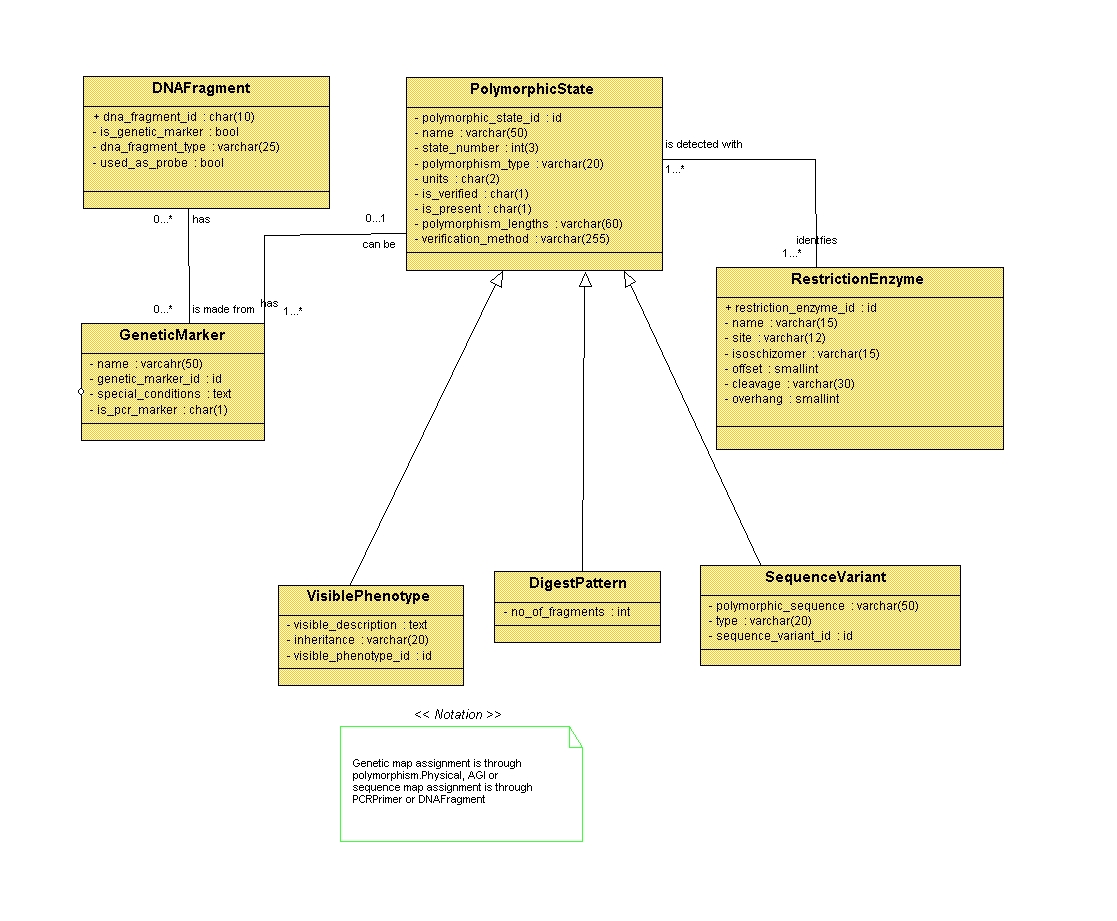 DNAFragment
+ dna_fragment_id : char(10)
- is_genetic_marker : bool
- dna_fragment_type : varchar(25)
- used_as_probe : bool
PolymorphicState
- polymorphic_state_id : id
- name : varchar(50)
- state_number : int(3)
- polymorphism_type : varchar(20)
- units : char(2)
- is_verified : char(1)
- is_present : char(1)
- polymorphism_lengths : varchar(60)
- verification_method : varchar(255)
is detected with
1...*
identfies
1...*
0...* has
0...1
can be
0...* is made from
has
1...*
GeneticMarker
- name : varcahr(50)
- genetic_marker_id : id
- special_conditions : text
- is_pcr_marker : char(1)
RestrictionEnzyme
+ restriction_enzyme_id : id
- name : varchar(15)
- site : varchar(12)
- isoschizomer : varchar(15)
- offset : smallint
- cleavage : varchar(30)
- overhang : smallint
VisiblePhenotype
- visible_description : text
- inheritance : varchar(20)
- visible_phenotype_id : id
DigestPattern
- no_of_fragments : int
SequenceVariant
- polymorphic_sequence : varchar(50)
- type : varchar(20)
- sequence_variant_id : id
<< Notation >>
Genetic map assignment is through
polymorphism.Physical, AGI or
sequence map assignment is through
PCRPrimer or DNAFragment